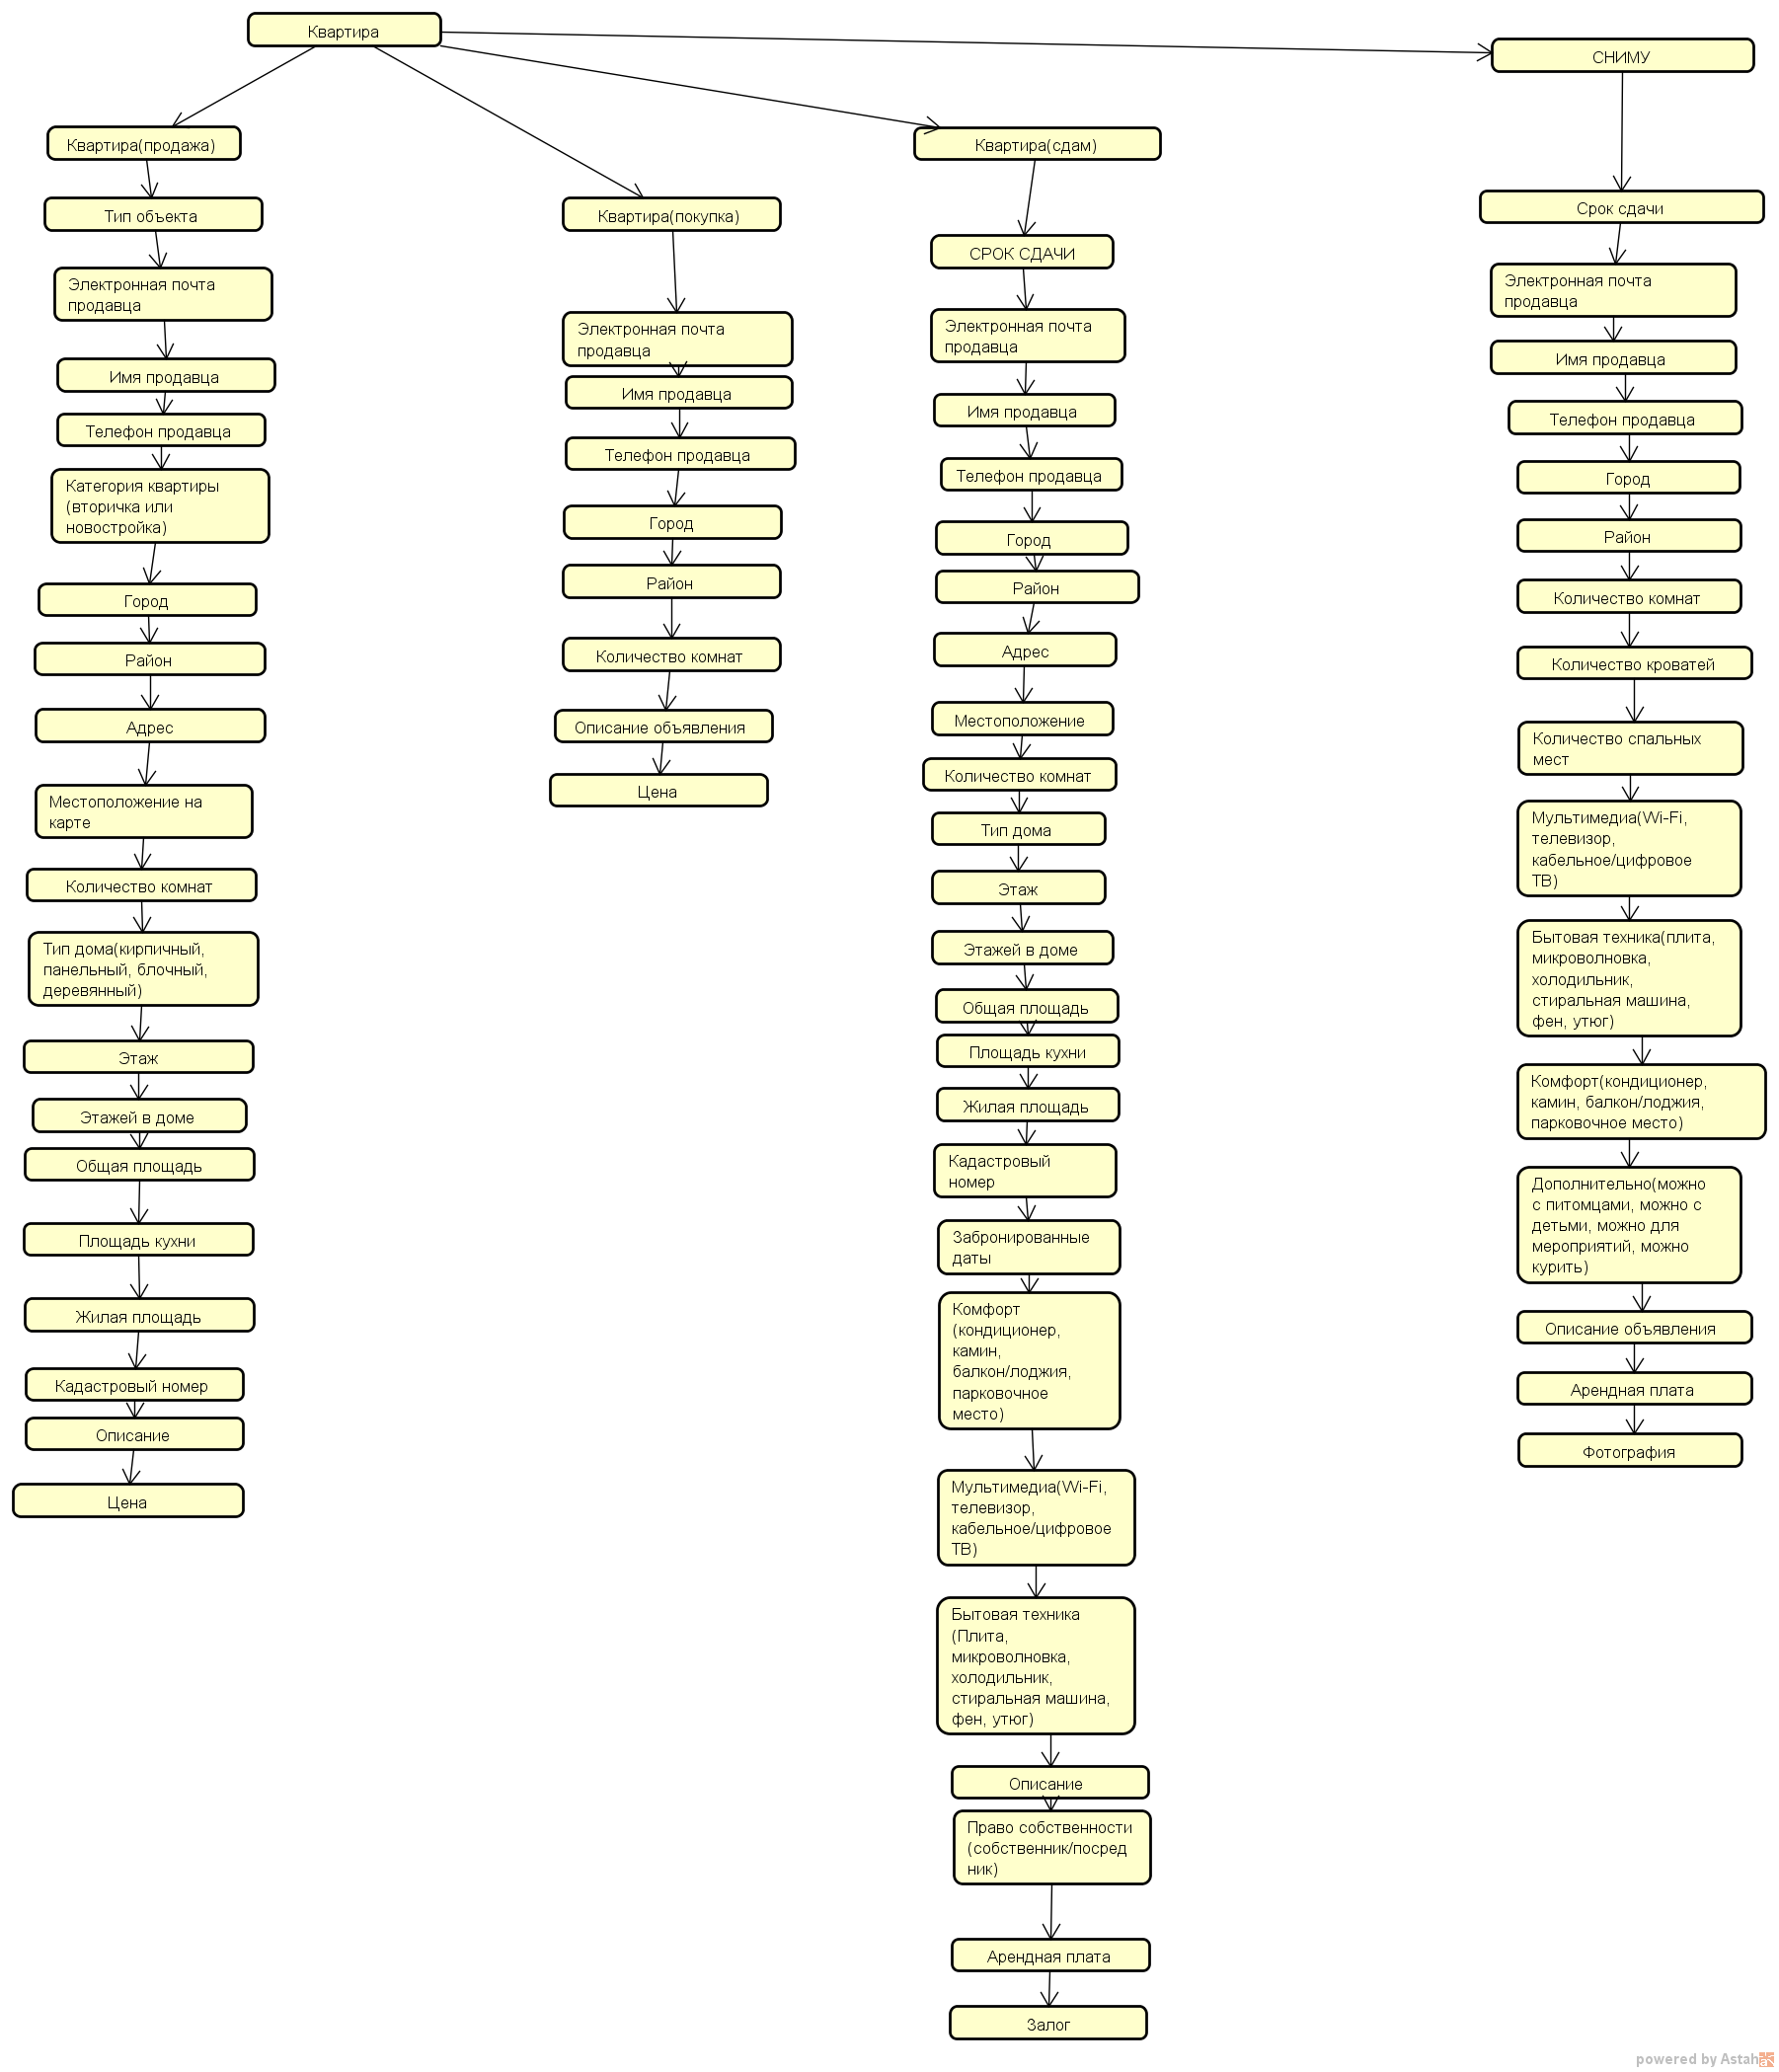 Квартира
СНИМУ
Квартира(продажа)
Тип объекта
Электронная почта
продавца
Имя продавца
Телефон продавца
Категория квартиры
(вторичка или
новостройка)
Город
Район
Адрес
Местоположение на
карте
Количество комнат
Тип дома(кирпичный,
панельный, блочный,
деревянный)
Этаж
Этажей в доме
Общая площадь
Площадь кухни
Жилая площадь
Кадастровый номер
Описание
Цена
Квартира(покупка)
Электронная почта
продавца
Имя продавца
Телефон продавца
Город
Район
Количество комнат
Описание объявления
Цена
Квартира(сдам)
СРОК СДАЧИ
Электронная почта
продавца
Имя продавца
Телефон продавца
Город
Район
Адрес
Местоположение
Количество комнат
Тип дома
Этаж
Этажей в доме
Общая площадь
Площадь кухни
Жилая площадь
Кадастровый
номер
Забронированные
даты
Комфорт
(кондиционер,
камин,
балкон/лоджия,
парковочное
место)
Мультимедиа(Wi-Fi,
телевизор,
кабельное/цифровое
ТВ)
Бытовая техника
(Плита,
микроволновка,
холодильник,
стиральная машина,
фен, утюг)
Описание
Право собственности
(собственник/посред
ник)
Арендная плата
Залог
Срок сдачи
Электронная почта
продавца
Имя продавца
Телефон продавца
Город
Район
Количество комнат
Количество кроватей
Количество спальных
мест
Мультимедиа(Wi-Fi,
телевизор,
кабельное/цифровое
ТВ)
Бытовая техника(плита,
микроволновка,
холодильник,
стиральная машина,
фен, утюг)
Комфорт(кондиционер,
камин, балкон/лоджия,
парковочное место)
Дополнительно(можно
с питомцами, можно с
детьми, можно для
мероприятий, можно
курить)
Описание объявления
Арендная плата
Фотография
powered by Astah